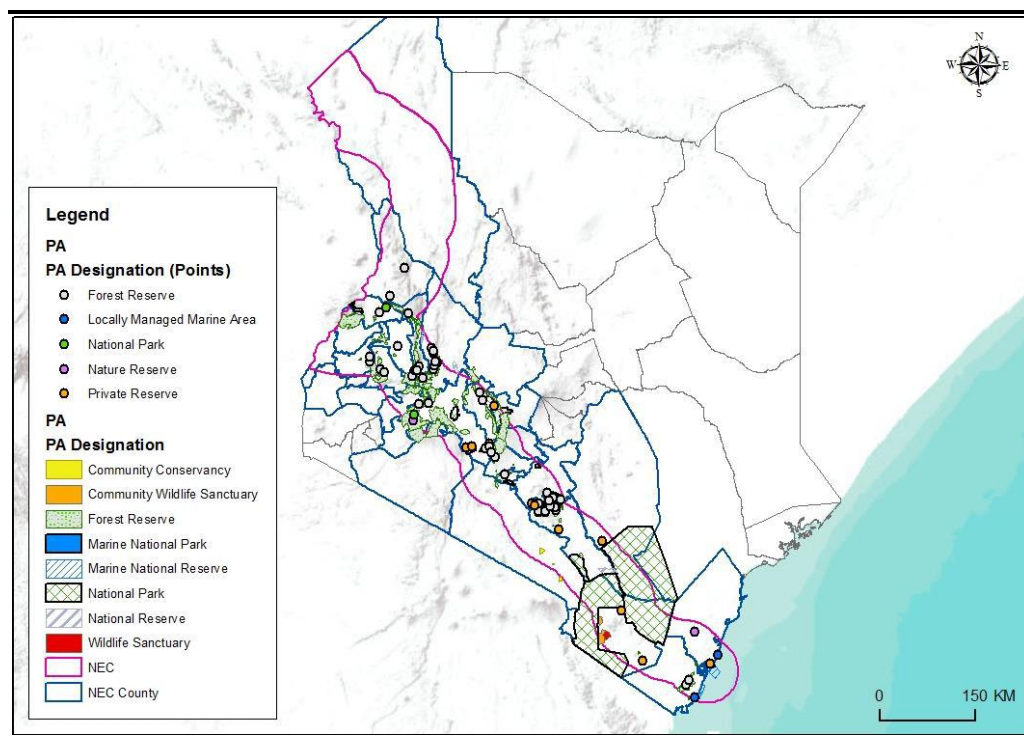 N
W E
S
Legend
PA
PA Designation (Points)
Forest Reserve
Locally Managed Marine Area
National Park
Nature Reserve
Private Reserve
PA
PA Designation
Community Conservancy
Community Wildlife Sanctuary
Forest Reserve
Marine National Park
Marine National Reserve
National Park
National Reserve
Wildlife Sanctuary
NEC
NEC County
0 150 KM